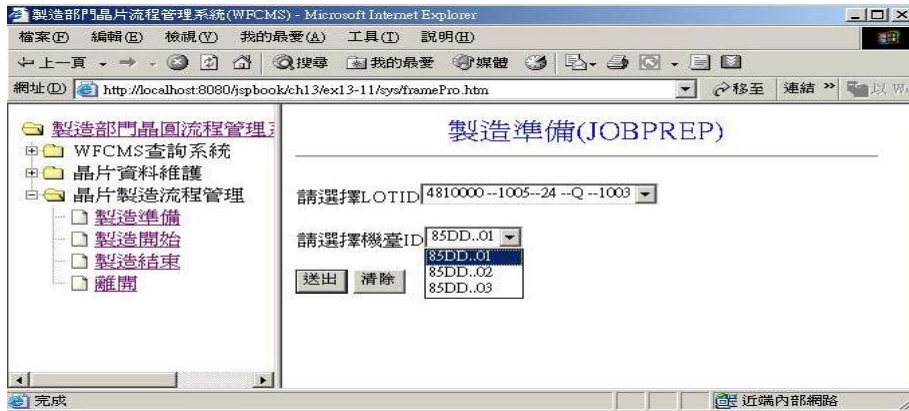 製造部門晶片流程管理系統(WFCMS) - Microsoft Internet Explorer
檔案(F) 編輯(E) 檢視(V) 我的最愛(A) 工具(T) 說明(H)
上一頁 搜尋 我的最愛 媒體
網址(D) http://localhost:8080/jspbook/ch13/ex13-11/sys/framePro.htm 移至 連結 »
製造部門晶圓流程管理
WFCMS查詢系統
晶片資料維護
晶片製造流程管理
製造準備
製造開始
製造結束
離開
製造準備(JOBPREP)
請選擇LOTID 4810000 --1005--24 --Q --1003
請選擇機臺ID 85DD..01
85DD..01
85DD..02
85DD..03
送出 清除
完成 近端內部網路